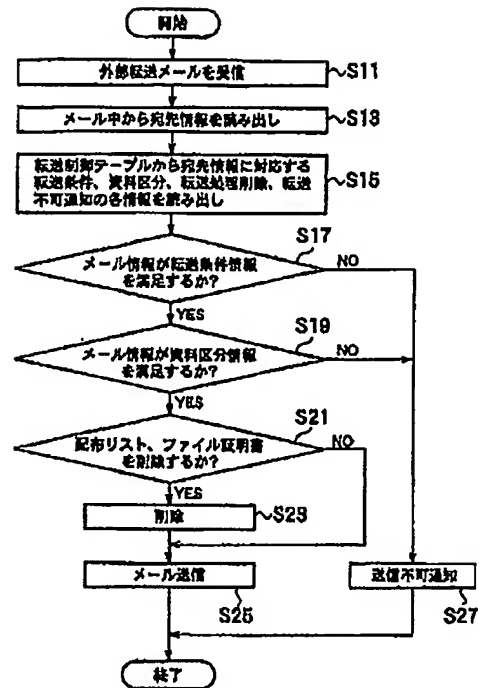 開始
外部転送メールを受信
S11
メール中から宛先情報を読み出し
S13
転送制御テーブルから宛先情報に対応する
転送条件、資料区分、転送処理削除、転送
不可通知の各情報を読み出し
S15
S17
メール情報が転送条件情報
を満足するか?
NO
YES
S19
メール情報が資料区分情報
を満足するか?
NO
YES
S21
配布リスト、ファイル証明書
を削除するか?
NO
YES
削除
S23
メール送信
S25
送信不可通知
S27
終了